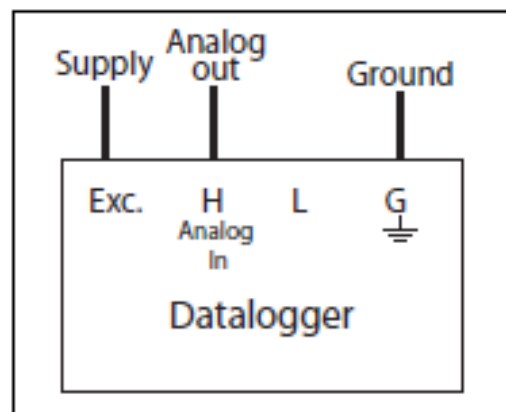 Supply
Analog
out
Ground
Exc.
H
L
G
Analog
In
Datalogger